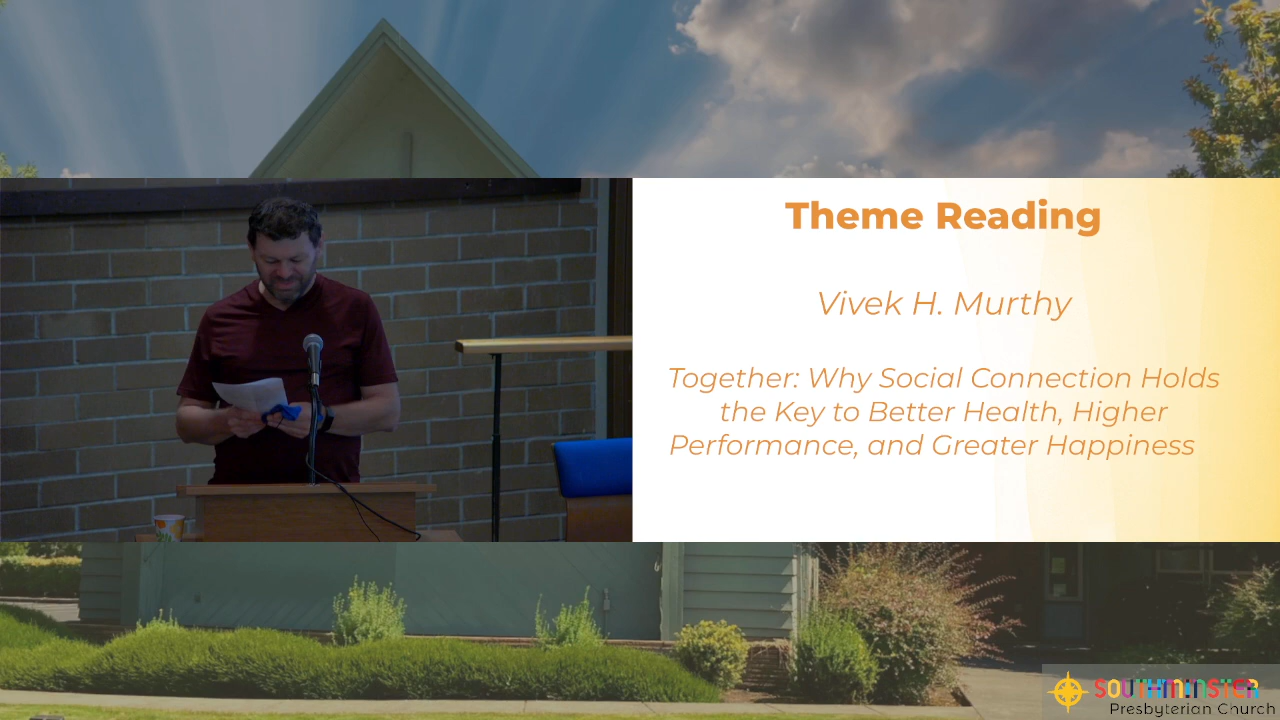 Theme Reading
Vivek H. Murthy
Together: Why Social Connection Holds
the Key to Better Health, Higher
Performance, and Greater Happiness
SOUTHMINSTER
Presbyterian Church